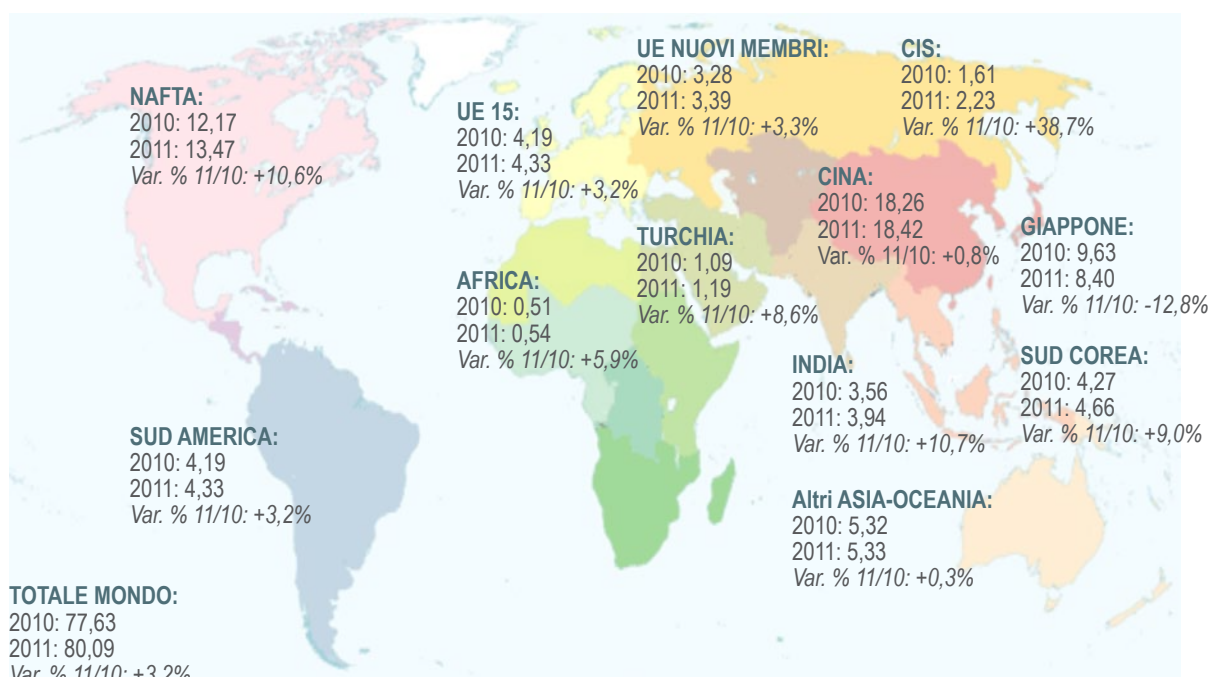 NAFTA:
2010: 12,17
2011: 13,47
Var. % 11/10: +10,6%
UE 15:
2010: 4,19
2011: 4,33
Var. % 11/10: +3,2%
UE NUOVI MEMBRI:
2010: 3,28
2011: 3,39
Var. % 11/10: +3,3%
CIS:
2010: 1,61
2011: 2,23
Var. % 11/10: +38,7%
CINA:
2010: 18,26
2011: 18,42
Var. % 11/10: +0,8%
GIAPPONE:
2010: 9,63
2011: 8,40
Var. % 11/10: -12,8%
TURCHIA:
2010: 1,09
2011: 1,19
Var. % 11/10: +8,6%
AFRICA:
2010: 0,51
2011: 0,54
Var. % 11/10: +5,9%
INDIA:
2010: 3,56
2011: 3,94
Var. % 11/10: +10,7%
SUD COREA:
2010: 4,27
2011: 4,66
Var. % 11/10: +9,0%
SUD AMERICA:
2010: 4,19
2011: 4,33
Var. % 11/10: +3,2%
Altri ASIA-OCEANIA:
2010: 5,32
2011: 5,33
Var. % 11/10: +0,3%
TOTALE MONDO:
2010: 77,63
2011: 80,09
Var. % 11/10: +3,2%